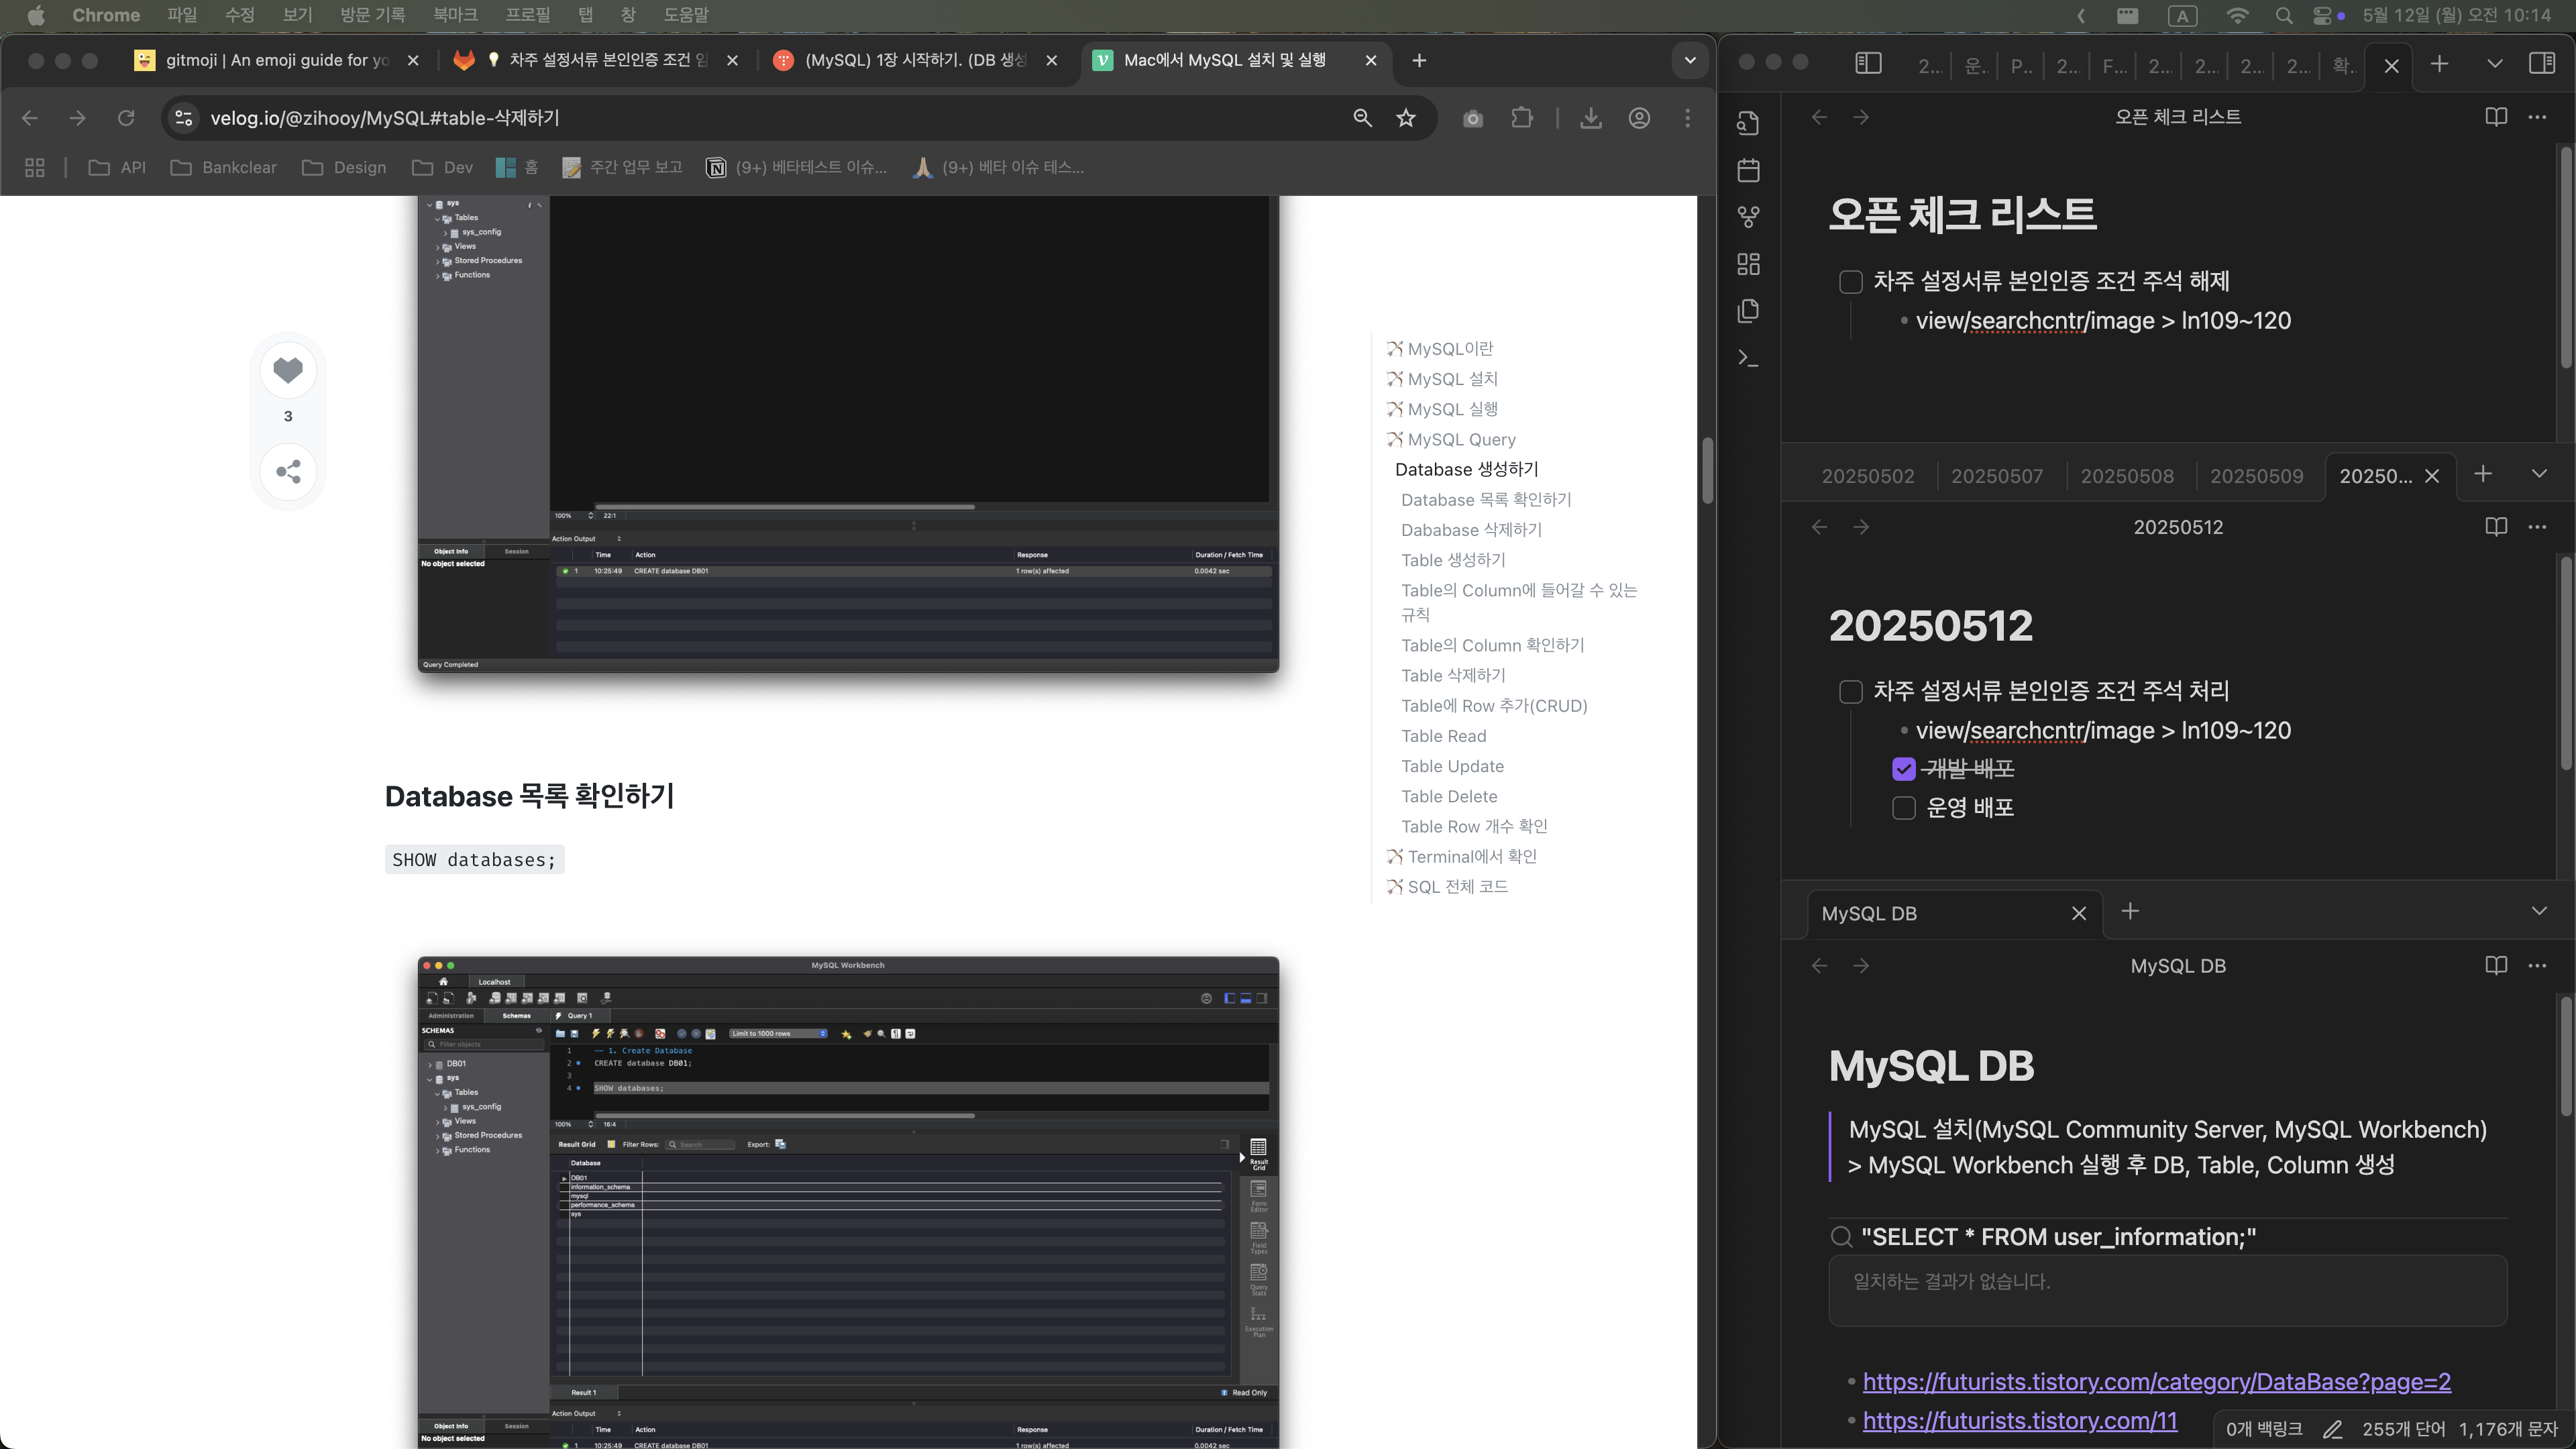 Chrome 파일 수정 보기 방문 기록 북마크 프로필 탭 창 도움말
A 5월 12일 (월) 오전 10:14
gitmoji | An emoji guide for yo
차주 설정서류 본인인증 조건 임
(MySQL) 1장 시작하기. (DB 생성
Mac에서 MySQL 설치 및 실행
velog.io/@zihooy/MySQL#table-삭제하기
API Bankclear Design Dev 홈 주간 업무 보고 (9+) 베타테스트 이슈... (9+) 베타 이슈 테스...
sys
Tables
sys_config
Views
Stored Procedures
Functions
100% 22:1
Action Output
Object Info Session
Time Action Response Duration / Fetch Time
No object selected
1 10:25:49 CREATE database DB01 1 row(s) affected 0.0042 sec
Query Completed
3
Database 목록 확인하기
SHOW databases;
MySQL Workbench
Localhost
Administration Schemas Query 1
SCHEMAS
Filter objects
Limit to 1000 rows
1 -- 1. Create Database
2 CREATE database DB01;
3
4 SHOW databases;
DB01
sys
Tables
sys_config
Views
Stored Procedures
Functions
100% 16:4
Result Grid Filter Rows: Search Export:
Database
DB01
information_schema
mysql
performance_schema
sys
Result Grid
Form Editor
Field Types
Query Stats
Execution Plan
Result 1 Read Only
Action Output
Object Info Session
Time Action Response Duration / Fetch Time
No object selected
1 10:25:49 CREATE database DB01 1 row(s) affected 0.0042 sec
MySQL이란
MySQL 설치
MySQL 실행
MySQL Query
Database 생성하기
Database 목록 확인하기
Dababase 삭제하기
Table 생성하기
Table의 Column에 들어갈 수 있는
규칙
Table의 Column 확인하기
Table 삭제하기
Table에 Row 추가(CRUD)
Table Read
Table Update
Table Delete
Table Row 개수 확인
Terminal에서 확인
SQL 전체 코드
2... 운.. P... 2... F... 2... 2... 2... 2... 확..
오픈 체크 리스트
오픈 체크 리스트
차주 설정서류 본인인증 조건 주석 해제
view/searchcntr/image > ln109~120
20250502 20250507 20250508 20250509 20250...
20250512
20250512
차주 설정서류 본인인증 조건 주석 처리
view/searchcntr/image > ln109~120
개발 배포
운영 배포
MySQL DB
MySQL DB
MySQL DB
MySQL 설치(MySQL Community Server, MySQL Workbench)
> MySQL Workbench 실행 후 DB, Table, Column 생성
"SELECT * FROM user_information;"
일치하는 결과가 없습니다.
https://futurists.tistory.com/category/DataBase?page=2
https://futurists.tistory.com/11
0개 백링크 255개 단어 1,176개 문자